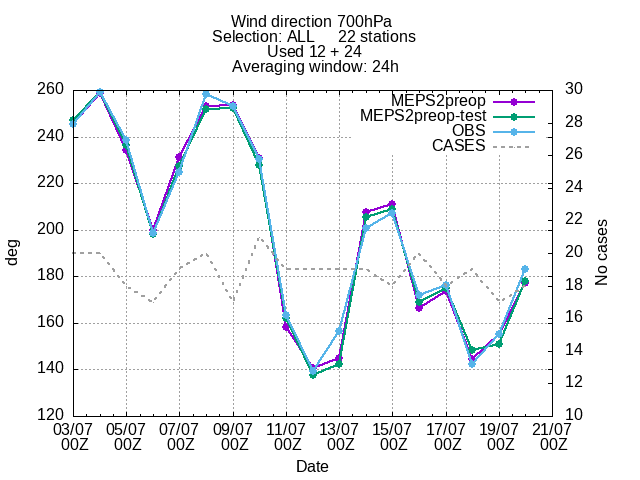 Wind direction 700hPa
Selection: ALL 22 stations
Used 12 + 24
Averaging window: 24h
260 30
MEPS2preop
MEPS2preop-test
OBS
CASES
240 28
220 26
200 24
180 22
160 20
140 18
120 16
14
12
10
deg
No cases
03/07 05/07 07/07 09/07 11/07 13/07 15/07 17/07 19/07 21/07
00Z 00Z 00Z 00Z 00Z 00Z 00Z 00Z 00Z 00Z
Date